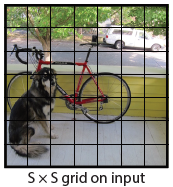 S × S grid on input